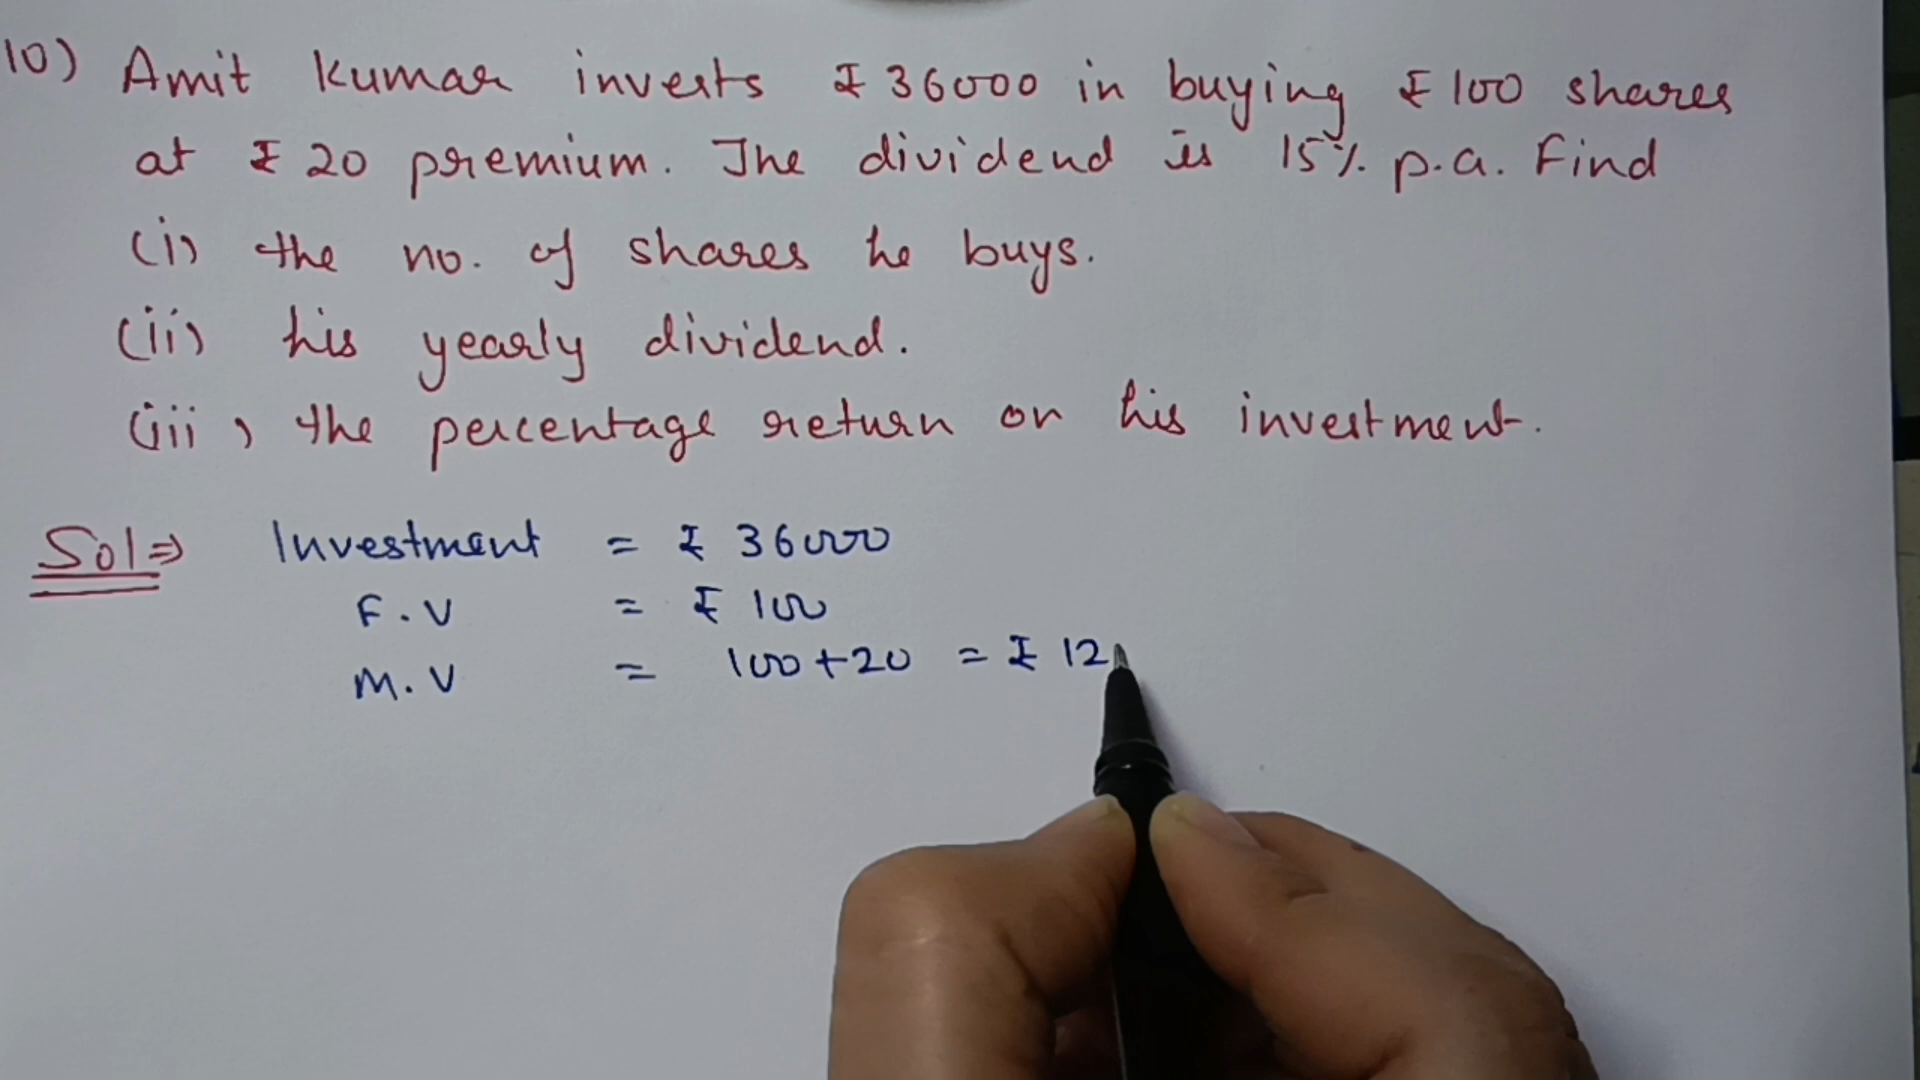 10) Amit Kumar invests ₹ 36000 in buying ₹ 100 shares
at ₹ 20 premium. The dividend is 15% p.a. Find
(i) the no. of shares he buys.
(ii) his yearly dividend.
(iii) the percentage return on his investment.
Sol⇒ Investment = ₹ 36000
F.V = ₹ 100
M.V = 100+20 = ₹ 12